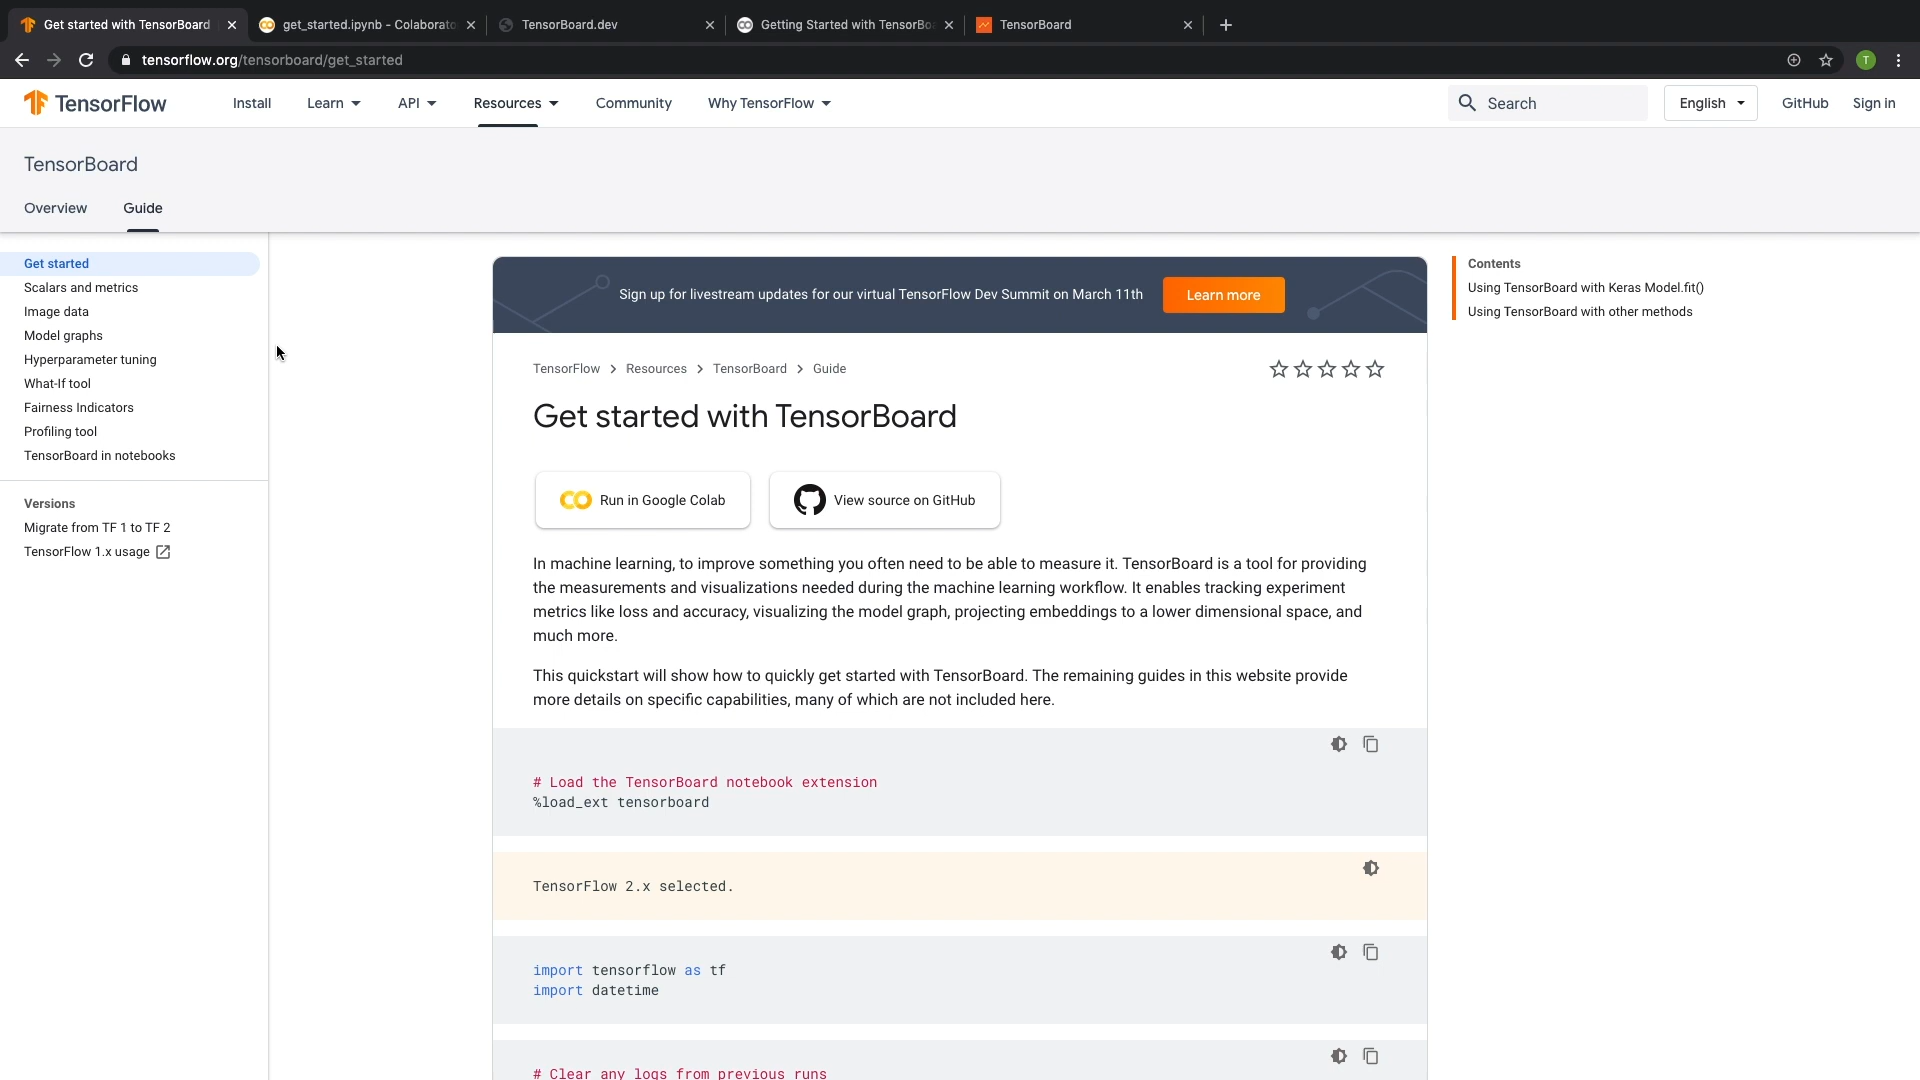 Get started with TensorBoard
get_started.ipynb - Colaborato
TensorBoard.dev
Getting Started with TensorBo
TensorBoard
tensorflow.org/tensorboard/get_started
T
TensorFlow
Install
Learn
API
Resources
Community
Why TensorFlow
Search
English
GitHub
Sign in
TensorBoard
Overview
Guide
Get started
Scalars and metrics
Image data
Model graphs
Hyperparameter tuning
What-If tool
Fairness Indicators
Profiling tool
TensorBoard in notebooks
Versions
Migrate from TF 1 to TF 2
TensorFlow 1.x usage
Sign up for livestream updates for our virtual TensorFlow Dev Summit on March 11th
Learn more
TensorFlow > Resources > TensorBoard > Guide
Get started with TensorBoard
Run in Google Colab
View source on GitHub
In machine learning, to improve something you often need to be able to measure it. TensorBoard is a tool for providing
the measurements and visualizations needed during the machine learning workflow. It enables tracking experiment
metrics like loss and accuracy, visualizing the model graph, projecting embeddings to a lower dimensional space, and
much more.
This quickstart will show how to quickly get started with TensorBoard. The remaining guides in this website provide
more details on specific capabilities, many of which are not included here.
# Load the TensorBoard notebook extension
%load_ext tensorboard
TensorFlow 2.x selected.
import tensorflow as tf
import datetime
# Clear any logs from previous runs
Contents
Using TensorBoard with Keras Model.fit()
Using TensorBoard with other methods